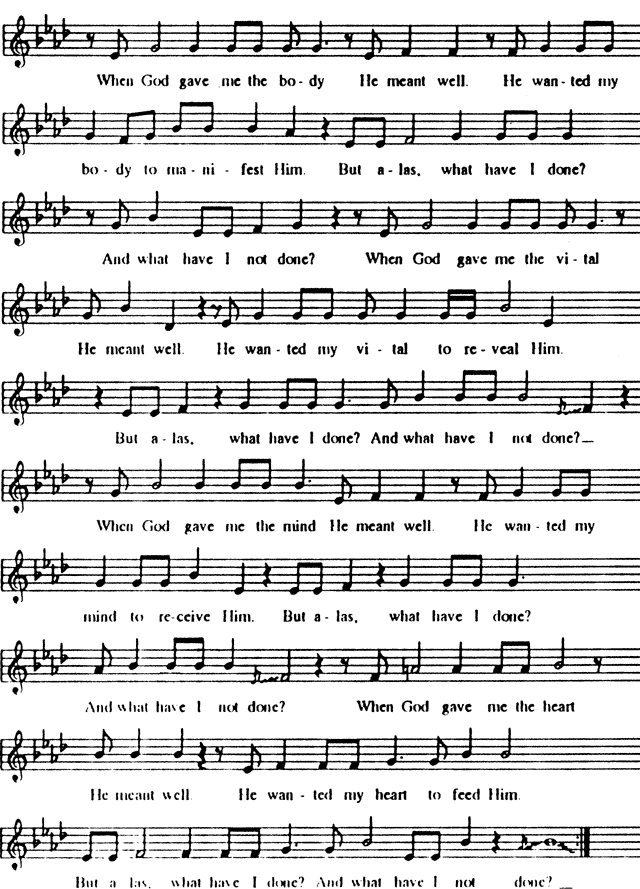 When God gave me the bo - dy He meant well. He wan - ted my
bo - dy to ma - ni - fest Him. But a - las, what have I done?
And what have I not done? When God gave me the vi - tal
He meant well. He wan - ted my vi - tal to re - veal Him.
But a - las, what have I done? And what have I not done?
When God gave me the mind He meant well. He wan - ted my
mind to re - ceive Him. But a - las, what have I done?
And what have I not done? When God gave me the heart
He meant well. He wan - ted my heart to feed Him.
But a las, what have I done? And what have I not done?